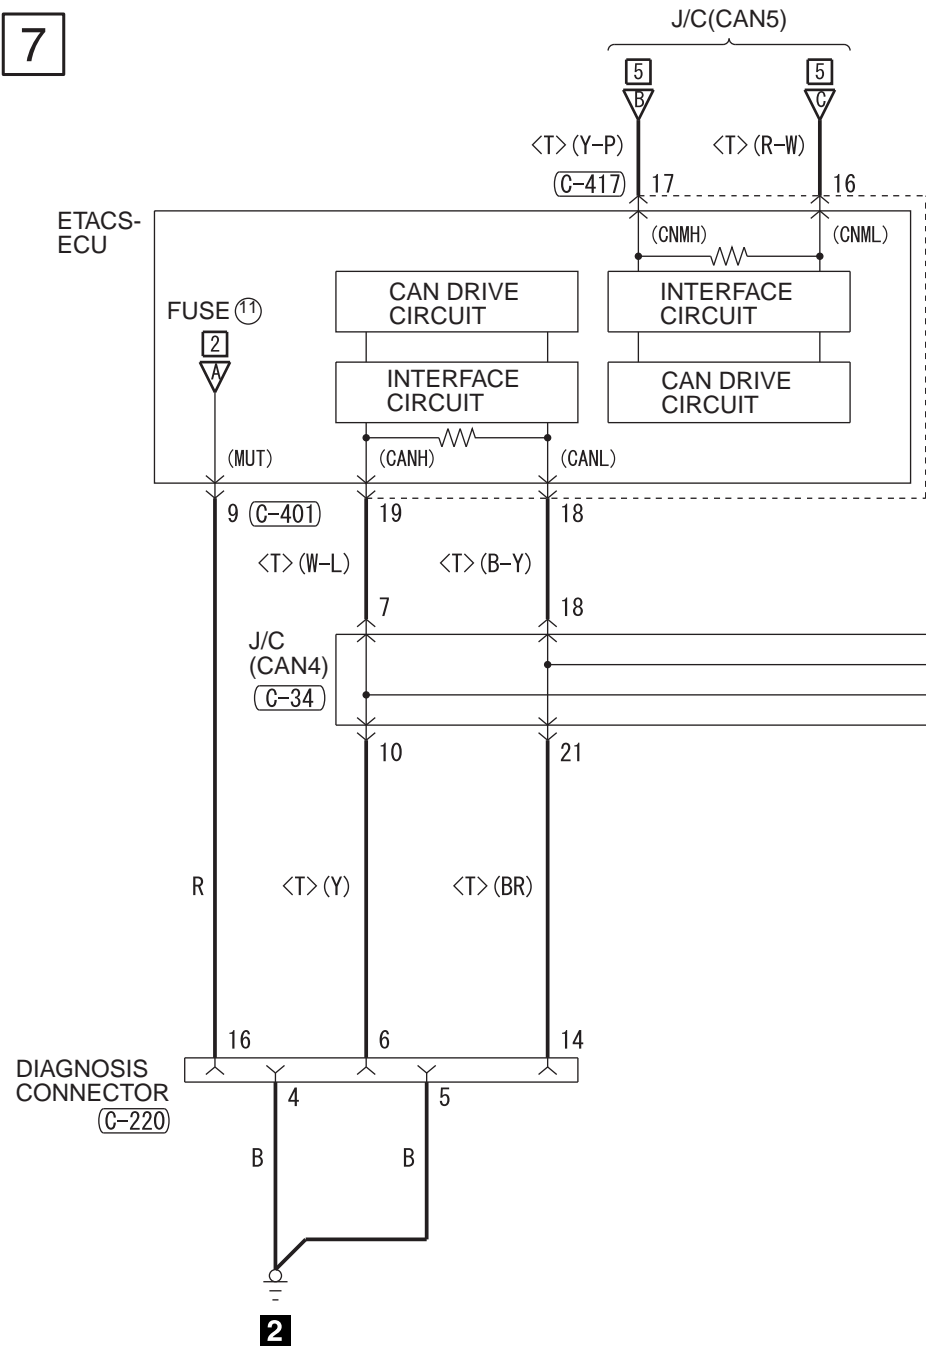 7
J/C(CAN5)
5
5
B
C
<T>(Y-P)
<T>(R-W)
C-417
17
16
ETACS-
ECU
(CNMH)
(CNML)
CAN DRIVE
CIRCUIT
INTERFACE
CIRCUIT
FUSE 11
2
A
INTERFACE
CIRCUIT
CAN DRIVE
CIRCUIT
(MUT)
(CANH)
(CANL)
9
C-401
19
18
<T>(W-L)
<T>(B-Y)
7
18
J/C
(CAN4)
C-34
10
21
R
<T>(Y)
<T>(BR)
16
6
14
DIAGNOSIS
CONNECTOR
C-220
4
5
B
B
2